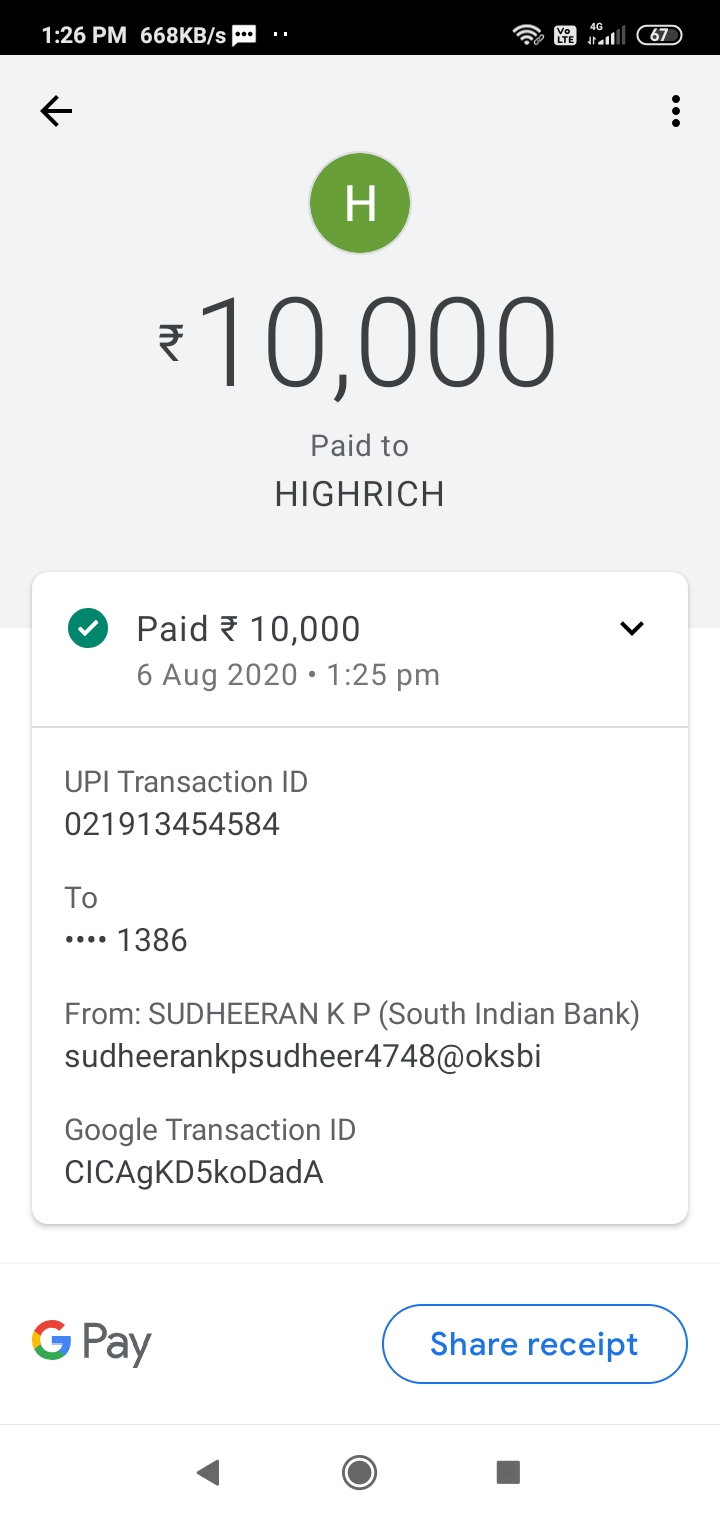 1:26 PM 668KB/s
Vo LTE 4G 67
H
₹10,000
Paid to
HIGHRICH
Paid ₹ 10,000
6 Aug 2020 • 1:25 pm
UPI Transaction ID
021913454584
To
•••• 1386
From: SUDHEERAN K P (South Indian Bank)
sudheerankpsudheer4748@oksbi
Google Transaction ID
CICAgKD5koDadA
G Pay
Share receipt